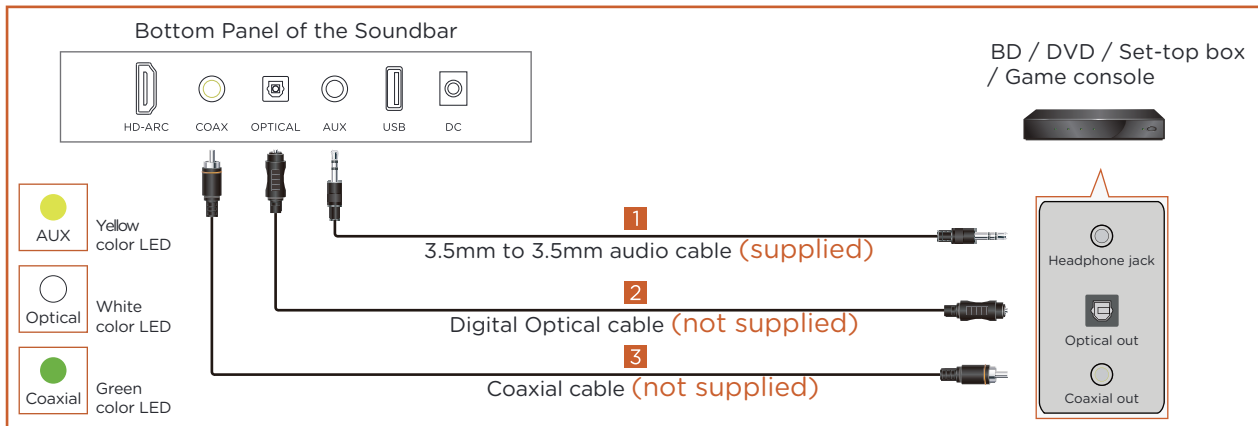 Bottom Panel of the Soundbar
HD-ARC
COAX
OPTICAL
AUX
USB
DC
BD / DVD / Set-top box
/ Game console
AUX
Yellow
color LED
Optical
White
color LED
Coaxial
Green
color LED
1
3.5mm to 3.5mm audio cable (supplied)
2
Digital Optical cable (not supplied)
3
Coaxial cable (not supplied)
Headphone jack
Optical out
Coaxial out